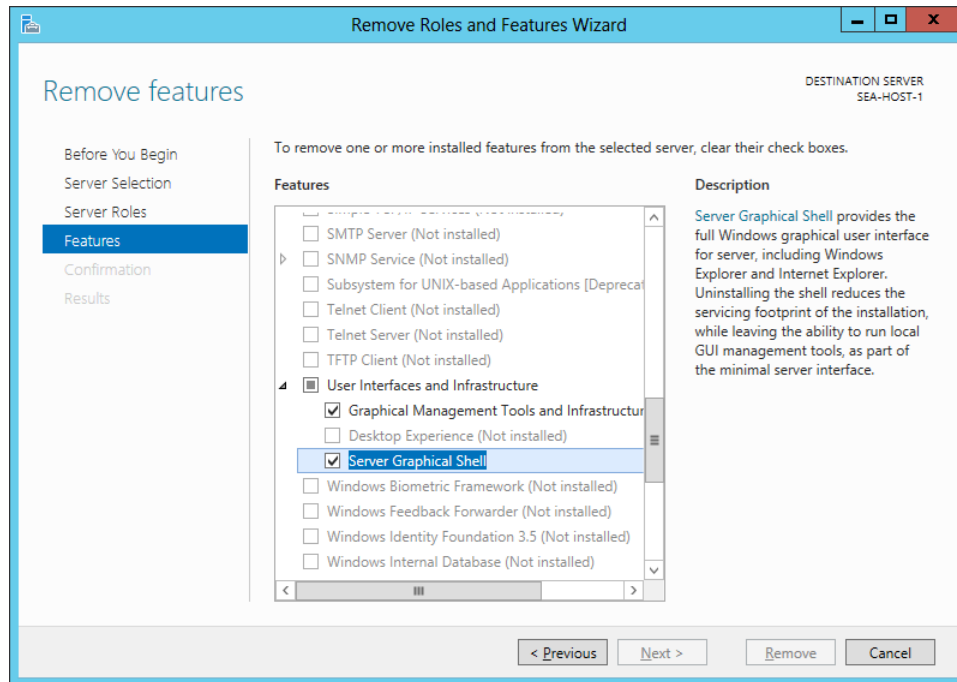 Remove Roles and Features Wizard
Remove features
DESTINATION SERVER
SEA-HOST-1
Before You Begin
Server Selection
Server Roles
Features
Confirmation
Results
To remove one or more installed features from the selected server, clear their check boxes.
Features
SMTP Server (Not installed)
SNMP Service (Not installed)
Subsystem for UNIX-based Applications [Deprecat
Telnet Client (Not installed)
Telnet Server (Not installed)
TFTP Client (Not installed)
User Interfaces and Infrastructure
Graphical Management Tools and Infrastructur
Desktop Experience (Not installed)
Server Graphical Shell
Windows Biometric Framework (Not installed)
Windows Feedback Forwarder (Not installed)
Windows Identity Foundation 3.5 (Not installed)
Windows Internal Database (Not installed)
Description
Server Graphical Shell provides the
full Windows graphical user interface
for server, including Windows
Explorer and Internet Explorer.
Uninstalling the shell reduces the
servicing footprint of the installation,
while leaving the ability to run local
GUI management tools, as part of
the minimal server interface.
< Previous
Next >
Remove
Cancel